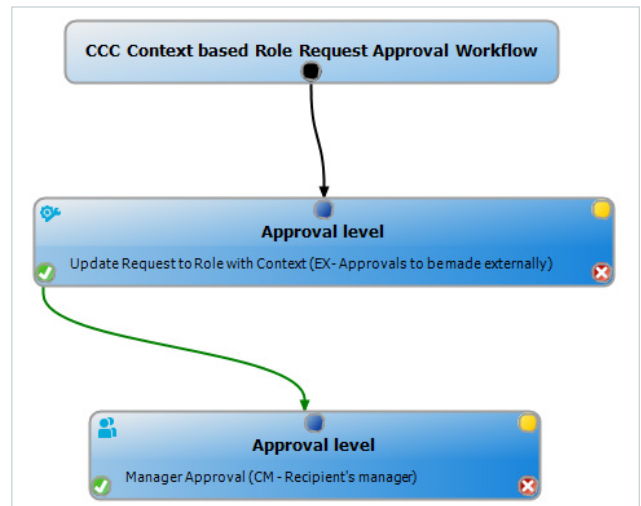 CCC Context based Role Request Approval Workflow
Approval level
Update Request to Role with Context (EX- Approvals to be made externally)
Approval level
Manager Approval (CM - Recipient's manager)